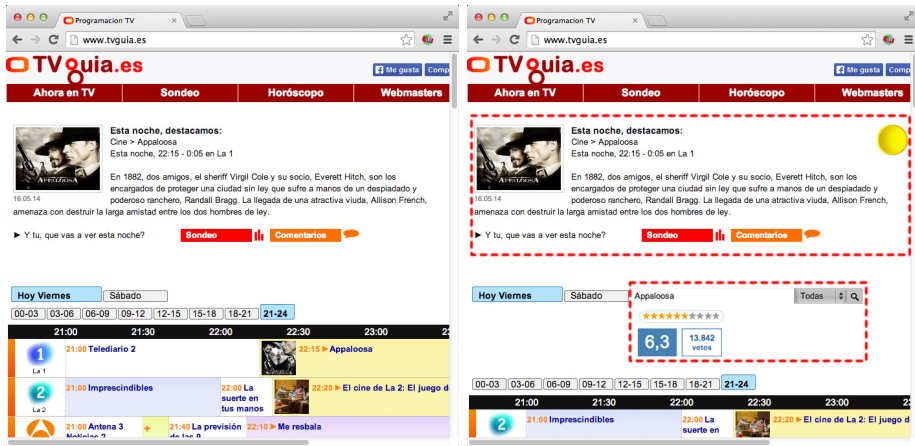 Programacion TV
www.tvguia.es
TVguia.es
Me gusta Comp
Ahora en TV Sondeo Horóscopo Webmasters
Esta noche, destacamos:
Cine > Appaloosa
Esta noche, 22:15 - 0:05 en La 1
En 1882, dos amigos, el sheriff Virgil Cole y su socio, Everett Hitch, son los
encargados de proteger una ciudad sin ley que sufre a manos de un despiadado y
poderoso ranchero, Randall Bragg. La llegada de una atractiva viuda, Allison French,
amenaza con destruir la larga amistad entre los dos hombres de ley.
APPALOOSA
16.05.14
► Y tu, que vas a ver esta noche? Sondeo Comentarios
Hoy Viernes Sábado
00-03 03-06 06-09 09-12 12-15 15-18 18-21 21-24
21:00 21:30 22:00 22:30 23:00 23
1 21:00 Telediario 2 22:15 ► Appaloosa
La 1
2 21:00 Imprescindibles 22:00 La suerte en tus manos 22:20 ► El cine de La 2: El juego d
La 2
21:00 Antena 3 Noticias 2 + 21:40 La previsión de las 9 22:10 ► Me resbala
Programacion TV
www.tvguia.es
TVguia.es
Me gusta Comp
Ahora en TV Sondeo Horóscopo Webmasters
Esta noche, destacamos:
Cine > Appaloosa
Esta noche, 22:15 - 0:05 en La 1
En 1882, dos amigos, el sheriff Virgil Cole y su socio, Everett Hitch, son los
encargados de proteger una ciudad sin ley que sufre a manos de un despiadado y
poderoso ranchero, Randall Bragg. La llegada de una atractiva viuda, Allison French,
amenaza con destruir la larga amistad entre los dos hombres de ley.
APPALOOSA
16.05.14
► Y tu, que vas a ver esta noche? Sondeo Comentarios
Hoy Viernes Sábado
Appaloosa Todas
6,3 13.842 votos
00-03 03-06 06-09 09-12 12-15 15-18 18-21 21-24
21:00 21:30 22:00 22:30 23:00 23
2 21:00 Imprescindibles 22:00 La suerte en 22:20 ► El cine de La 2: El juego d